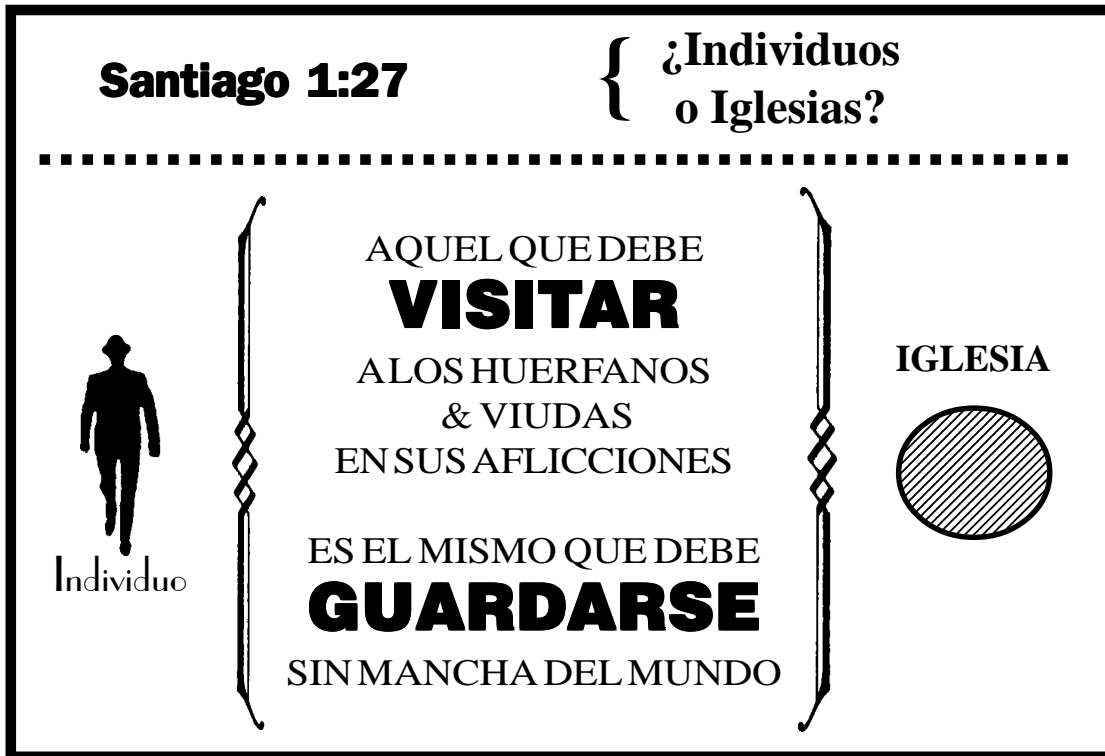 Santiago 1:27
¿Individuos
o Iglesias?
AQUEL QUE DEBE
VISITAR
A LOS HUERFANOS
& VIUDAS
EN SUS AFLICCIONES
ES EL MISMO QUE DEBE
GUARDARSE
SIN MANCHA DEL MUNDO
Individuo
IGLESIA